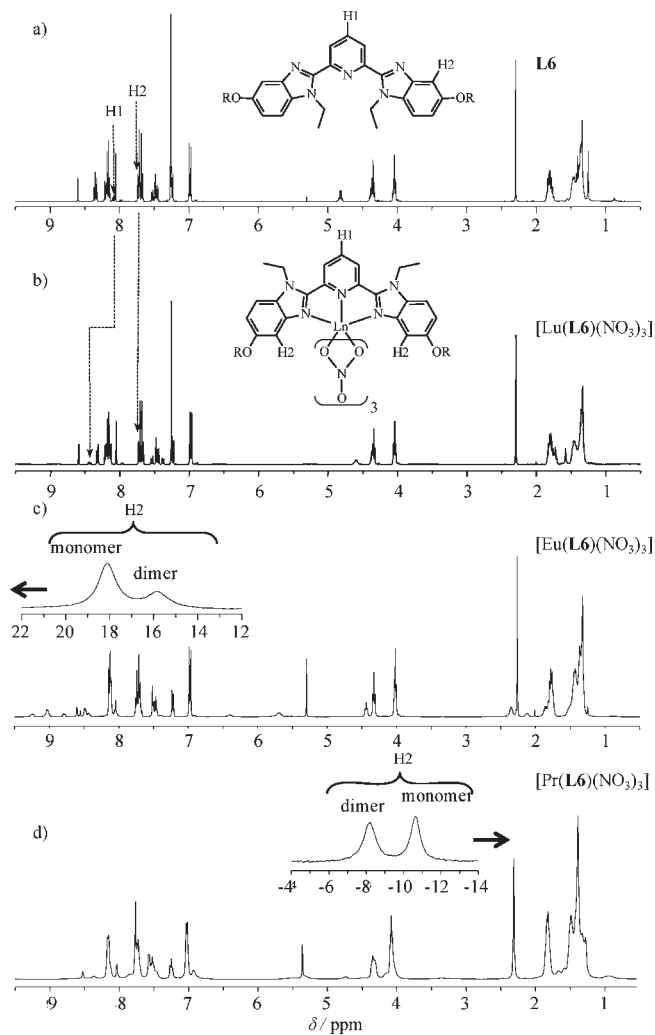 a)
H1
L6
N N N H2
RO N N OR
H1 H2
9 8 7 6 5 4 3 2 1
b)
H1
[Lu(L6)(NO3)3]
N N N
N N
RO H2 Ln H2 OR
O O
N
O
3
9 8 7 6 5 4 3 2 1
c)
H2
monomer
dimer
[Eu(L6)(NO3)3]
22 20 18 16 14 12
9 8 7 6 5 4 3 2 1
H2
[Pr(L6)(NO3)3]
dimer monomer
d)
-4 -6 -8 -10 -12 -14
9 8 7 6 5 4 3 2 1
δ / ppm